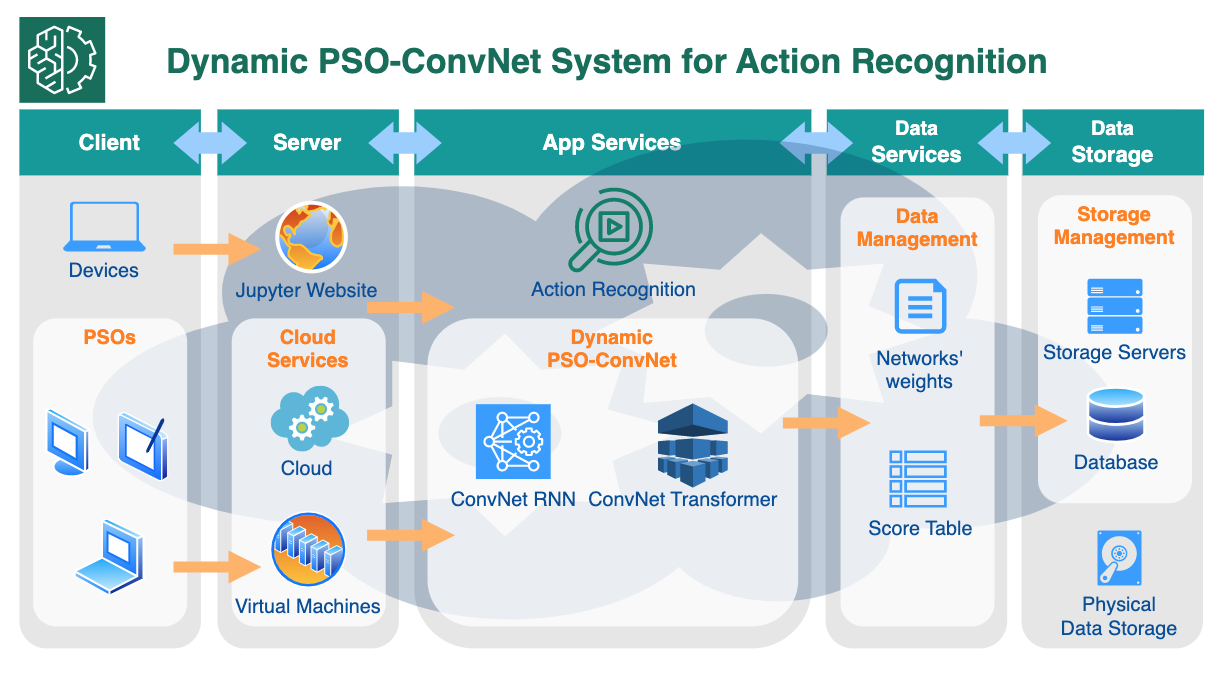 Dynamic PSO-ConvNet System for Action Recognition
Client
Server
App Services
Data
Services
Data
Storage
Devices
PSOs
Jupyter Website
Cloud
Services
Cloud
Virtual Machines
Action Recognition
Dynamic
PSO-ConvNet
ConvNet RNN
ConvNet Transformer
Data
Management
Networks'
weights
Score Table
Storage
Management
Storage Servers
Database
Physical
Data Storage